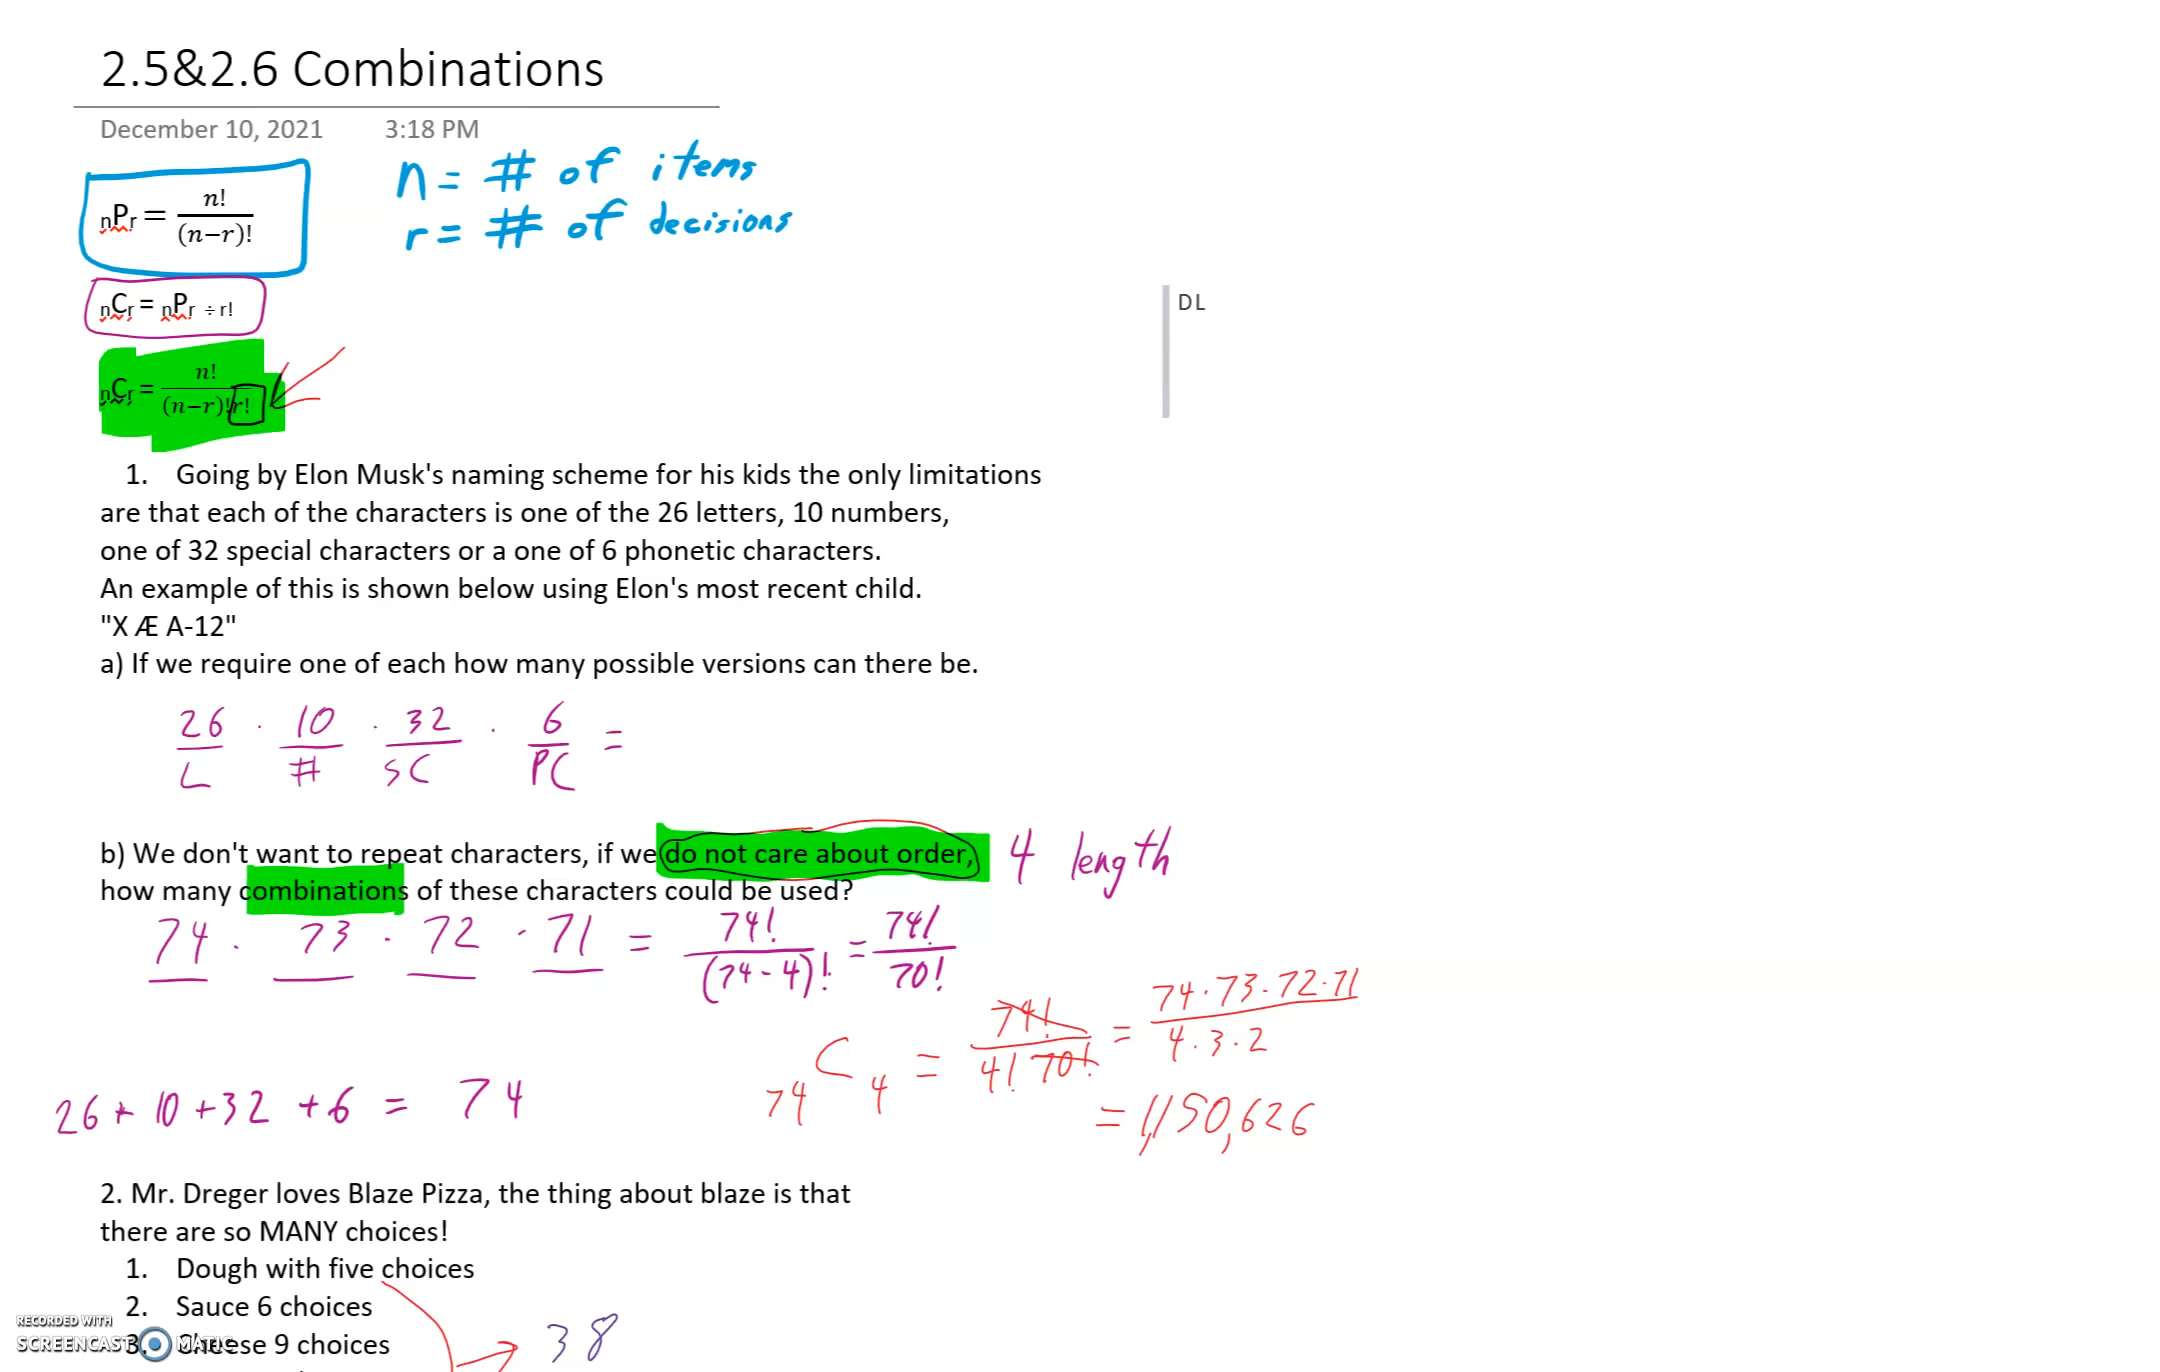 2.5&2.6 Combinations
December 10, 2021 3:18 PM
nPr = n!/(n−r)!
n = # of items
r = # of decisions
nCr = nPr ÷ r!
DL
nCr = n!/(n−r)!r!
1. Going by Elon Musk's naming scheme for his kids the only limitations
are that each of the characters is one of the 26 letters, 10 numbers,
one of 32 special characters or a one of 6 phonetic characters.
An example of this is shown below using Elon's most recent child.
"X Æ A-12"
a) If we require one of each how many possible versions can there be.
26 · 10 · 32 · 6 =
L # SC PC
b) We don't want to repeat characters, if we do not care about order, 4 length
how many combinations of these characters could be used?
74 · 73 · 72 · 71 = 74!/(74-4)! = 74!/70!
74C4 = 74!/4!70! = 74·73·72·71/4·3·2
26 + 10 + 32 + 6 = 74
= 1,150,626
2. Mr. Dreger loves Blaze Pizza, the thing about blaze is that
there are so MANY choices!
1. Dough with five choices
2. Sauce 6 choices
3. Cheese 9 choices
38
RECORDED WITH
SCREENCAST MATIC